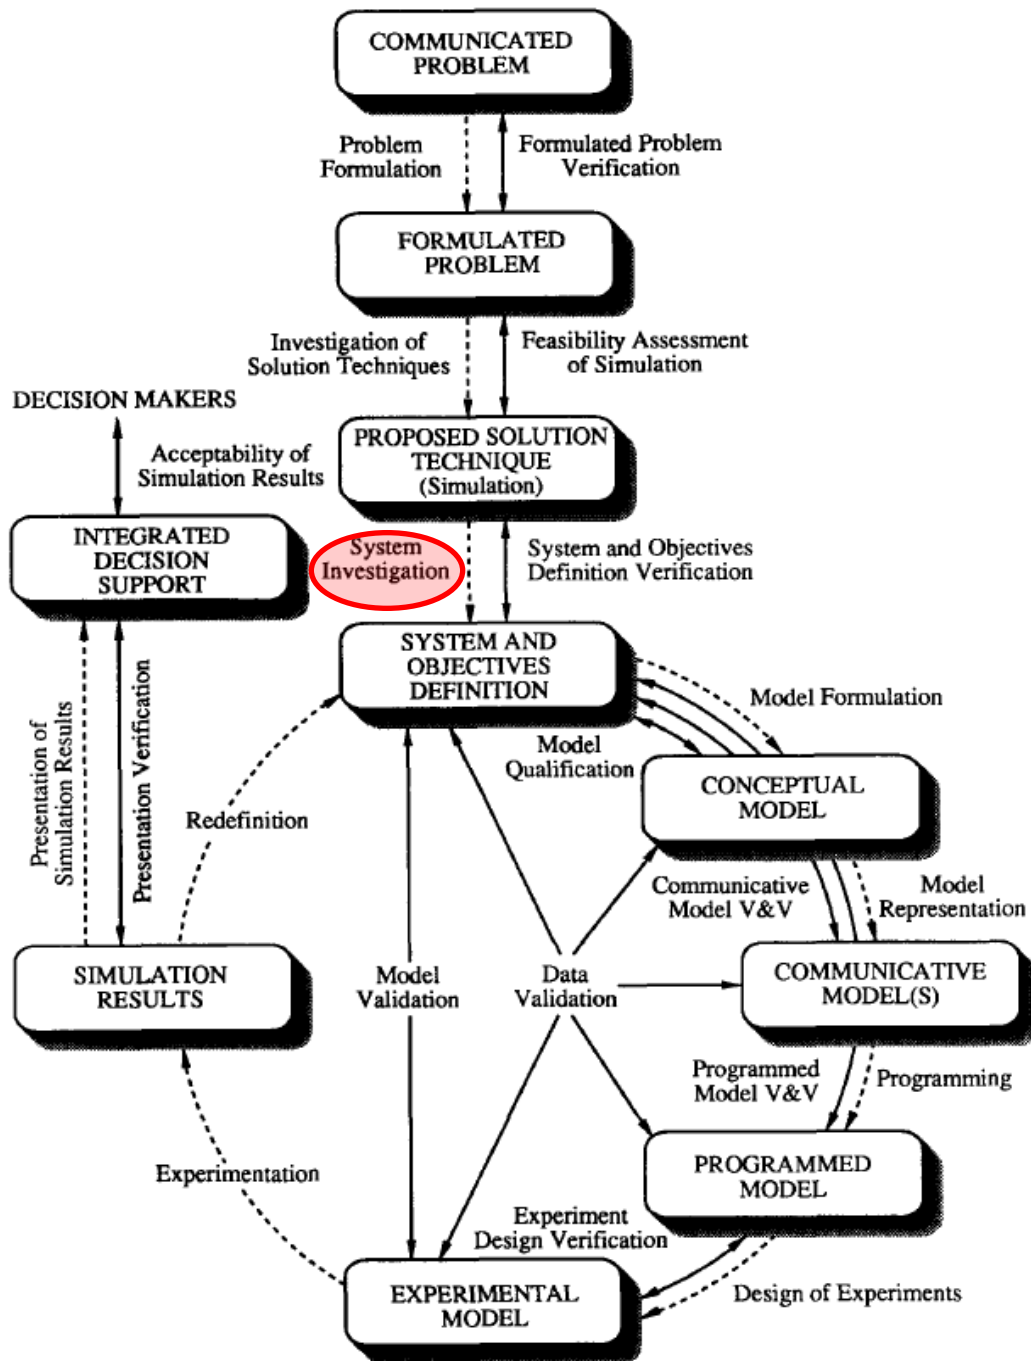 COMMUNICATED
PROBLEM
Problem
Formulation
Formulated Problem
Verification
FORMULATED
PROBLEM
Investigation of
Solution Techniques
Feasibility Assessment
of Simulation
DECISION MAKERS
Acceptability of
Simulation Results
PROPOSED SOLUTION
TECHNIQUE
(Simulation)
INTEGRATED
DECISION
SUPPORT
System
Investigation
System and Objectives
Definition Verification
SYSTEM AND
OBJECTIVES
DEFINITION
Presentation of
Simulation Results
Presentation Verification
Redefinition
Model Formulation
Model
Qualification
CONCEPTUAL
MODEL
Communicative
Model V&V
Model
Representation
SIMULATION
RESULTS
Model
Validation
Data
Validation
COMMUNICATIVE
MODEL(S)
Programmed
Model V&V
Programming
Experimentation
PROGRAMMED
MODEL
Experiment
Design Verification
EXPERIMENTAL
MODEL
Design of Experiments